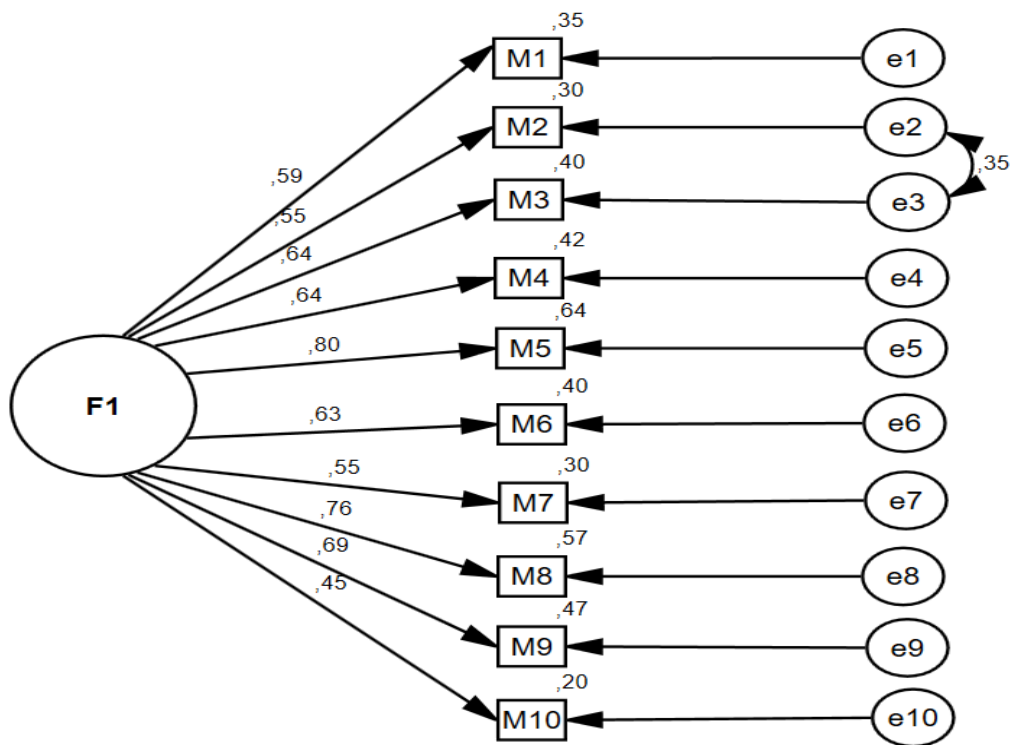 ,35
M1
e1
,30
M2
e2
,59
,40
,35
,55
M3
e3
,64
,42
,64
M4
e4
,64
,80
M5
e5
F1
,40
,63
M6
e6
,55
,30
M7
e7
,76
,57
,69
M8
e8
,45
,47
M9
e9
,20
M10
e10